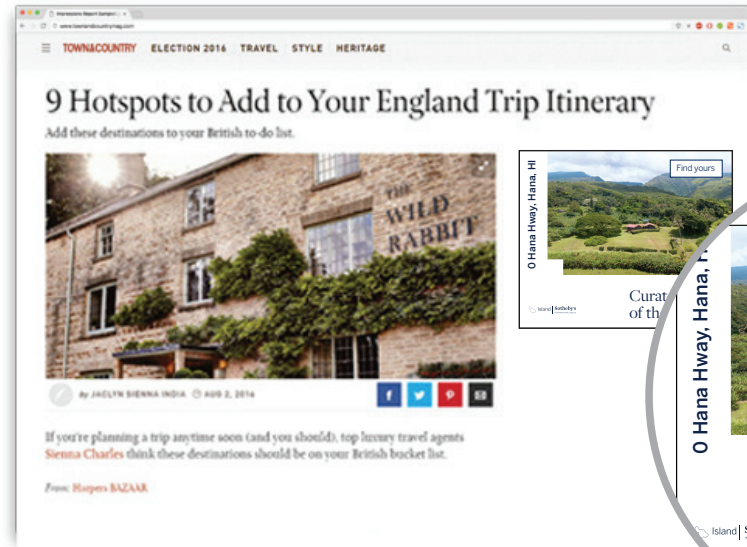 www.townandcountrymag.com
TOWN&COUNTRY ELECTION 2016 TRAVEL STYLE HERITAGE
9 Hotspots to Add to Your England Trip Itinerary
Add these destinations to your British to-do list.
THE
WILD
RABBIT
By JACLYN SIENNA INDIA AUG 2, 2016
If you're planning a trip anytime soon (and you should), top luxury travel agents
Sienna Charles think these destinations should be on your British bucket list.
From: Harpers BAZAAR
0 Hana Hway, Hana, HI
Find yours
Island Sotheby's
Curat
of th
0 Hana Hway, Hana,
Island